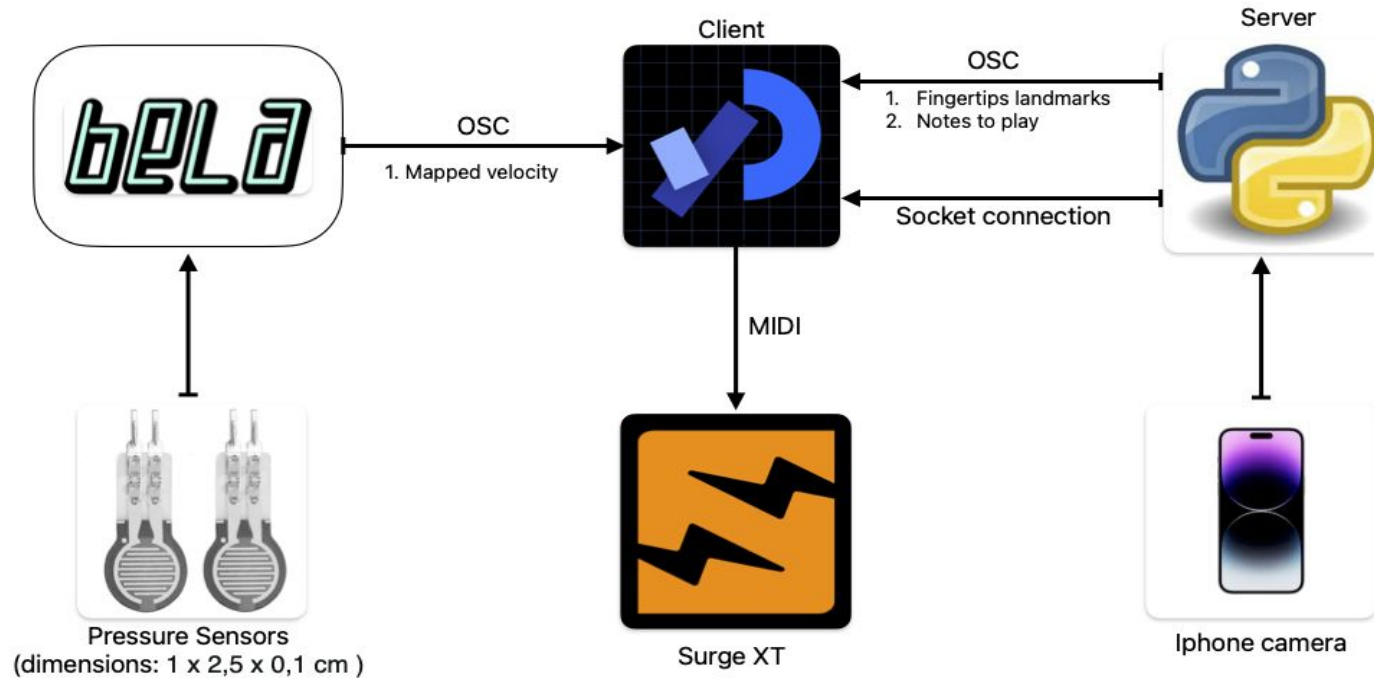 Client
Server
bela
OSC
1. Mapped velocity
OSC
1. Fingertips landmarks
2. Notes to play
Socket connection
MIDI
Pressure Sensors
(dimensions: 1 x 2,5 x 0,1 cm )
Surge XT
Iphone camera